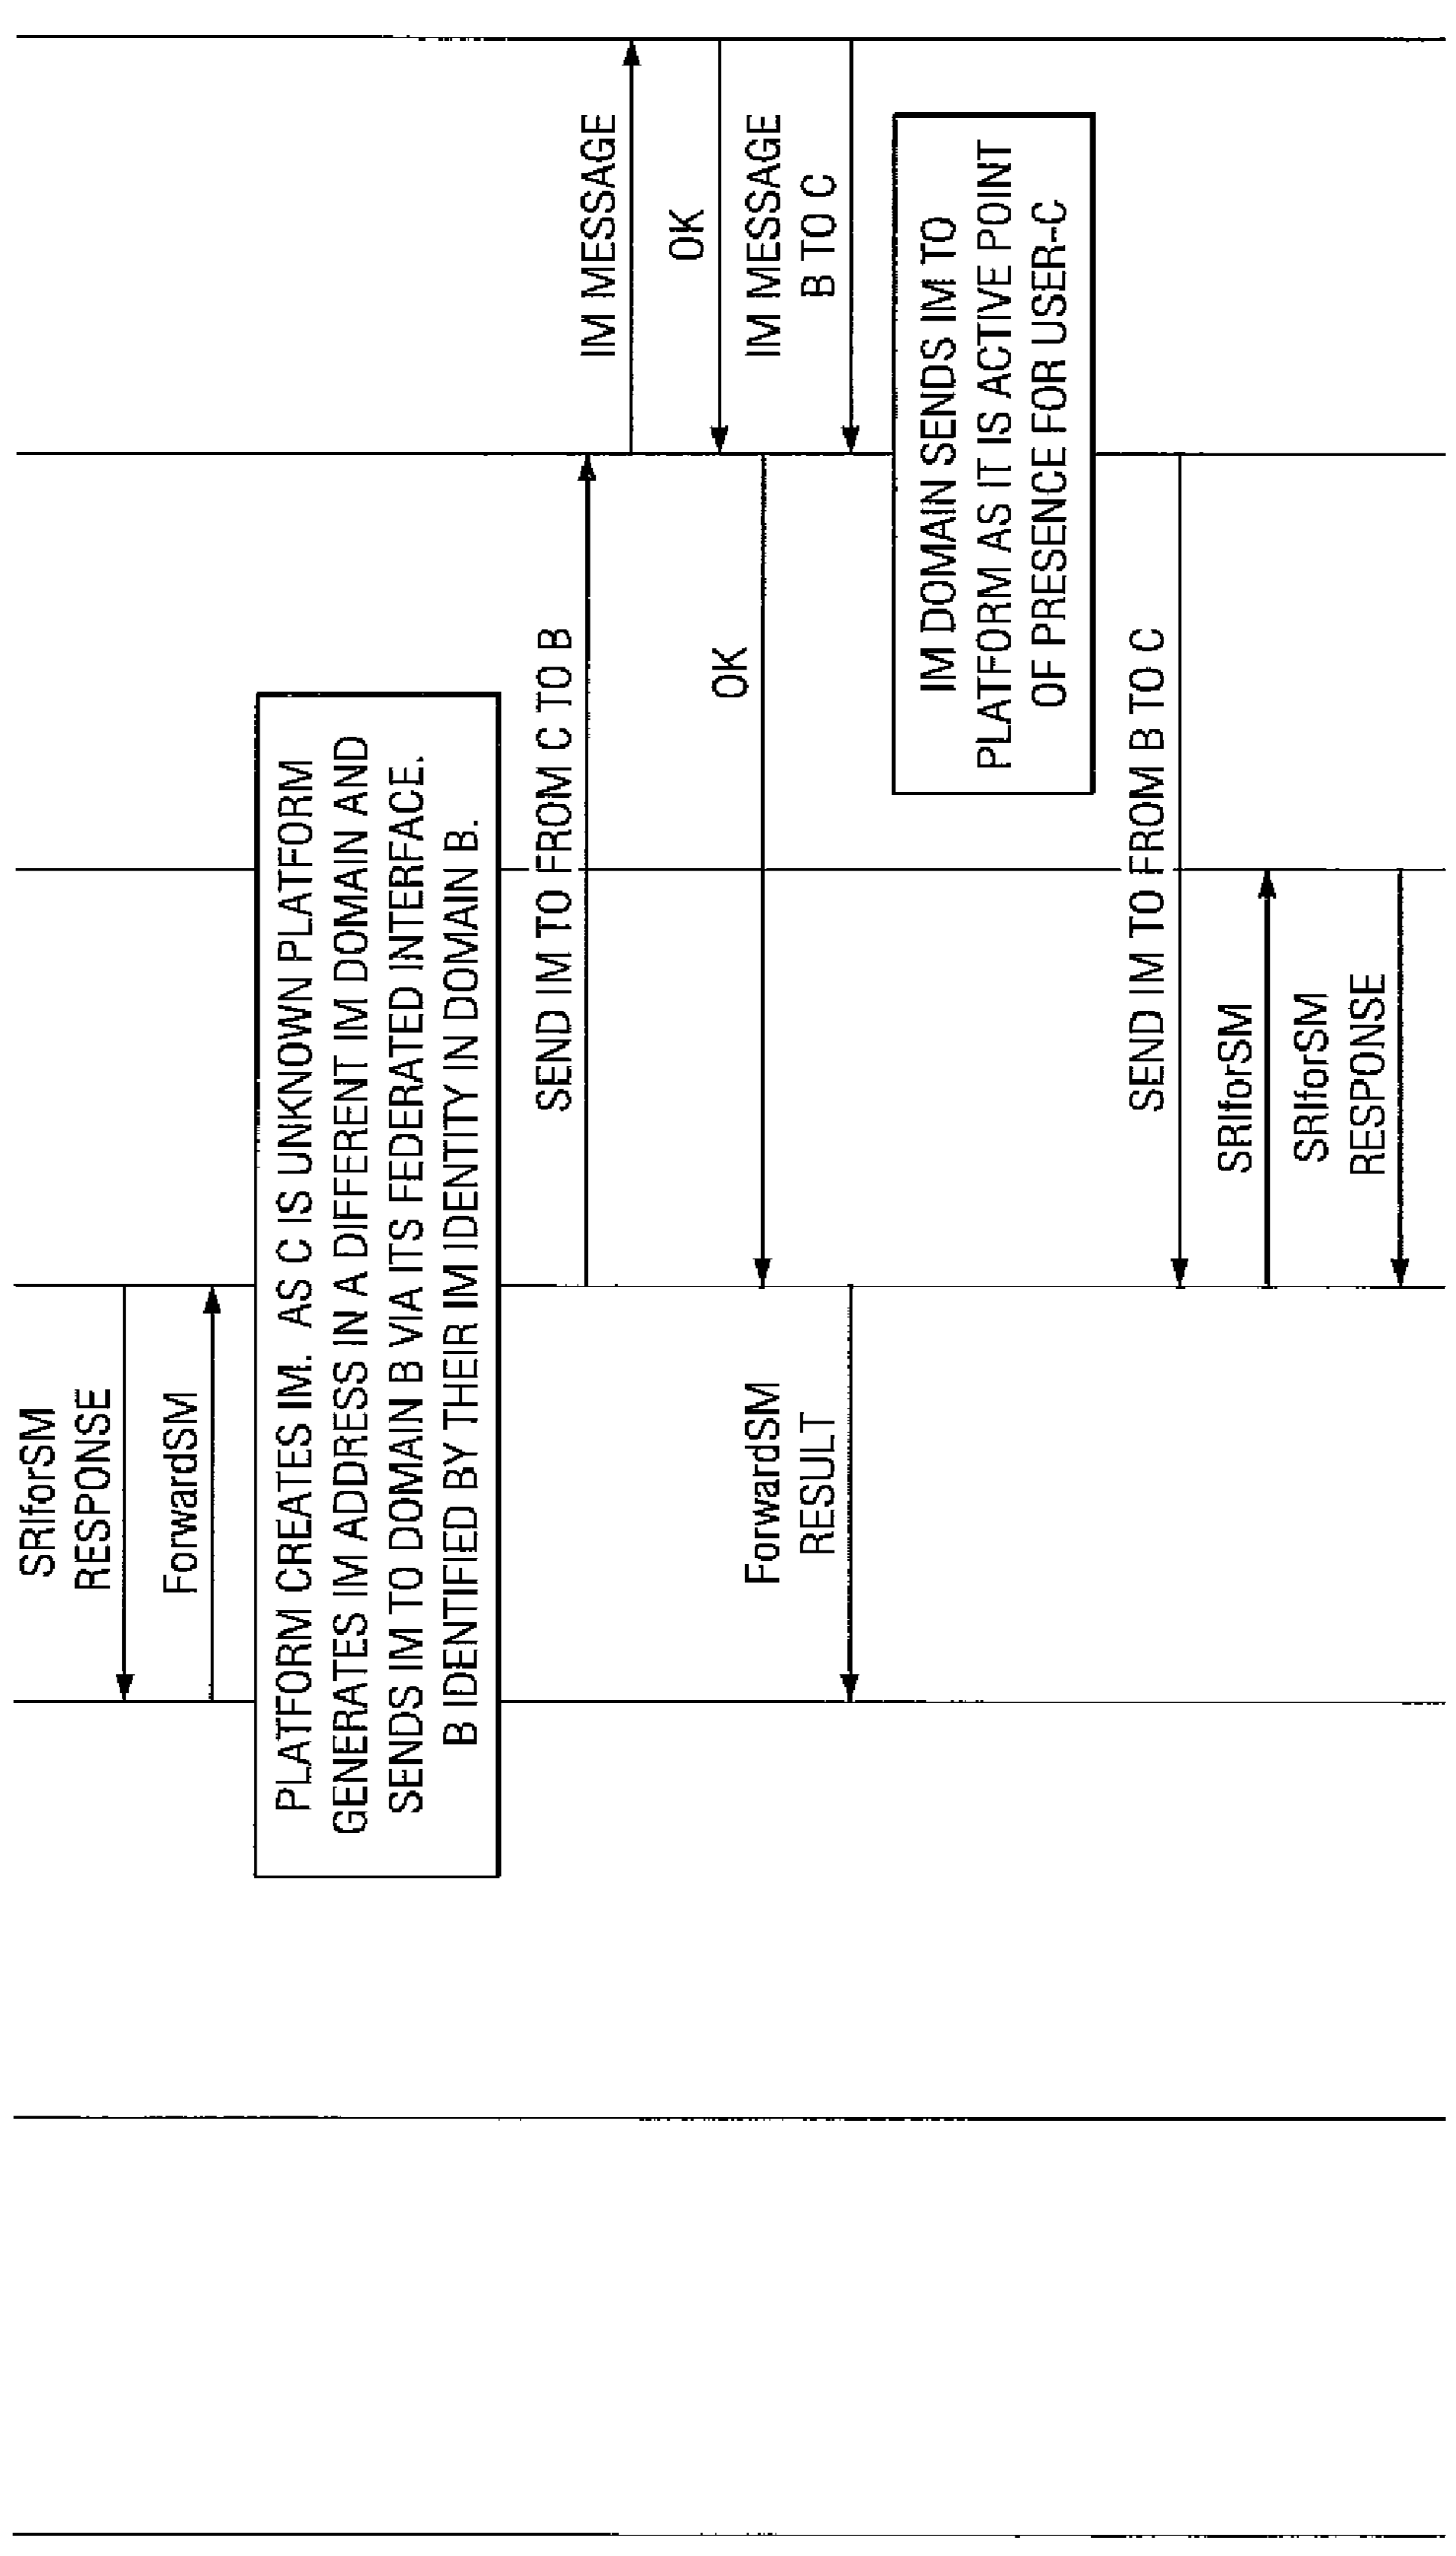 SRIforSM
RESPONSE
ForwardSM
PLATFORM CREATES IM. AS C IS UNKNOWN PLATFORM
GENERATES IM ADDRESS IN A DIFFERENT IM DOMAIN AND
SENDS IM TO DOMAIN B VIA ITS FEDERATED INTERFACE.
B IDENTIFIED BY THEIR IM IDENTITY IN DOMAIN B.
SEND IM TO FROM C TO B
IM MESSAGE
OK
OK
IM MESSAGE
B TO C
ForwardSM
RESULT
IM DOMAIN SENDS IM TO
PLATFORM AS IT IS ACTIVE POINT
OF PRESENCE FOR USER-C
SEND IM TO FROM B TO C
SRIforSM
SRIforSM
RESPONSE